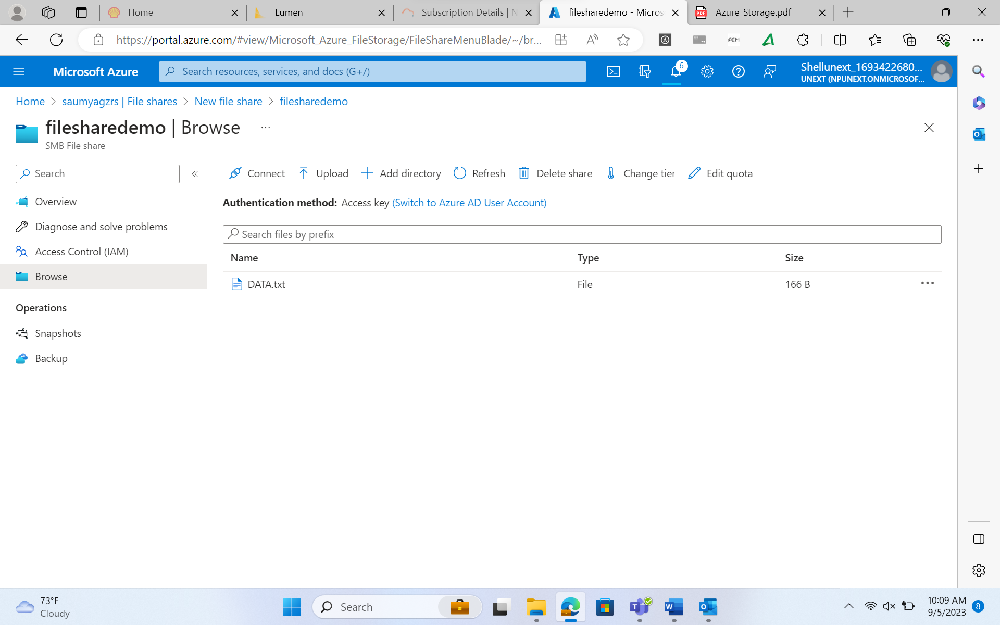 Home
Lumen
Subscription Details | N
filesharedemo - Micros
Azure_Storage.pdf
https://portal.azure.com/#view/Microsoft_Azure_FileStorage/FileShareMenuBlade/~/br...
Microsoft Azure
Search resources, services, and docs (G+/)
6
Shellunext_1693422680...
UNEXT (NPUNEXT.ONMICROSOF...
Home > saumyagzrs | File shares > New file share > filesharedemo
filesharedemo | Browse ...
SMB File share
Search
«
Connect
Upload
Add directory
Refresh
Delete share
Change tier
Edit quota
Overview
Diagnose and solve problems
Access Control (IAM)
Browse
Operations
Snapshots
Backup
Authentication method: Access key (Switch to Azure AD User Account)
Search files by prefix
Name Type Size
DATA.txt File 166 B
73°F
Cloudy
Search
10:09 AM
9/5/2023
8